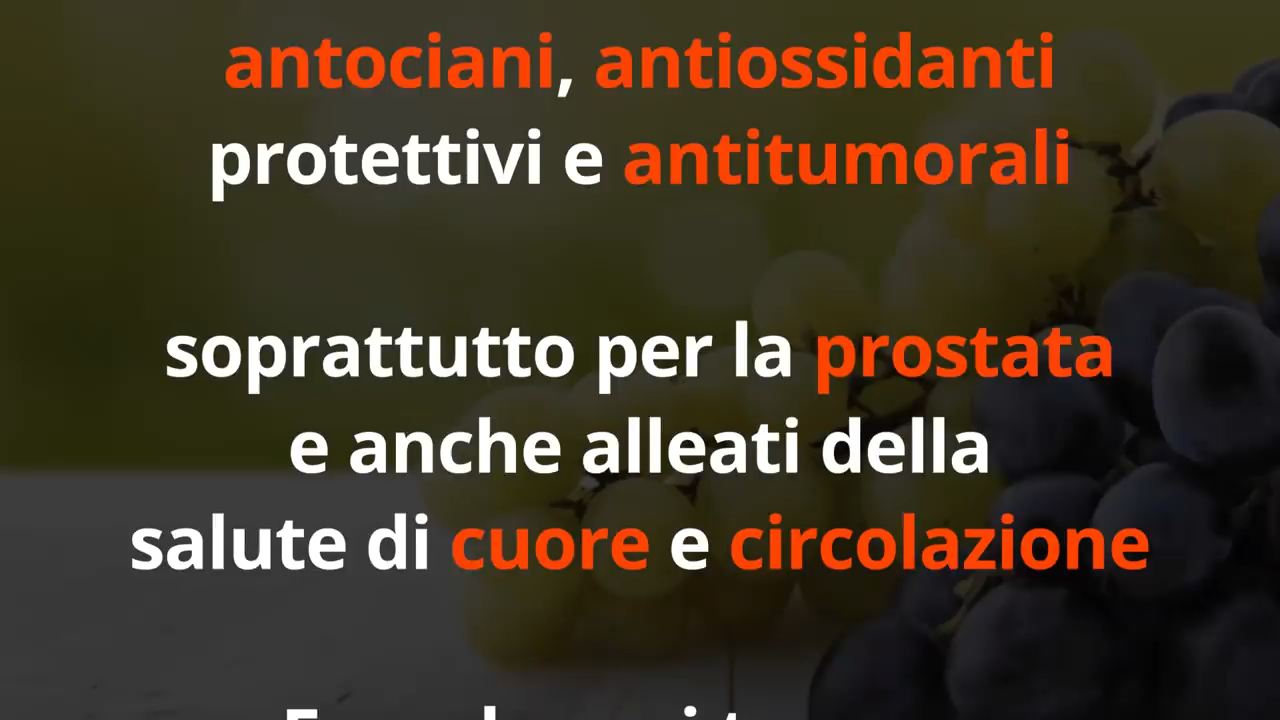 antociani, antiossidanti
protettivi e antitumorali
soprattutto per la prostata
e anche alleati della
salute di cuore e circolazione